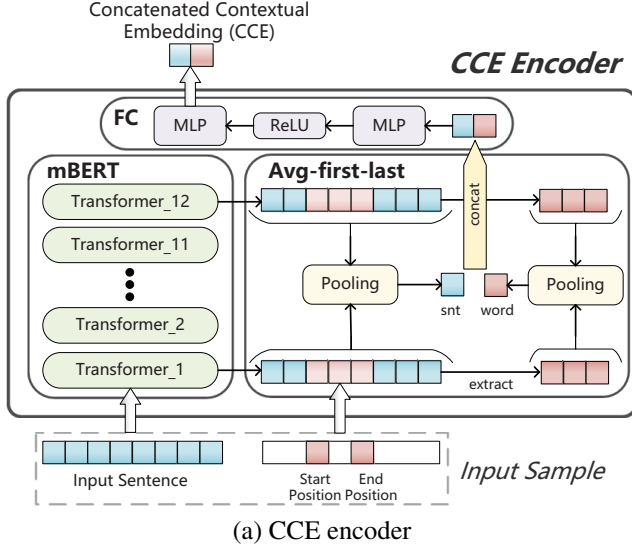 Concatenated Contextual
Embedding (CCE)
CCE Encoder
FC
MLP
ReLU
MLP
mBERT
Transformer_12
Transformer_11
Transformer_2
Transformer_1
Avg-first-last
concat
Pooling
snt
word
Pooling
extract
Input Sentence
Start
Position
End
Position
Input Sample
(a) CCE encoder